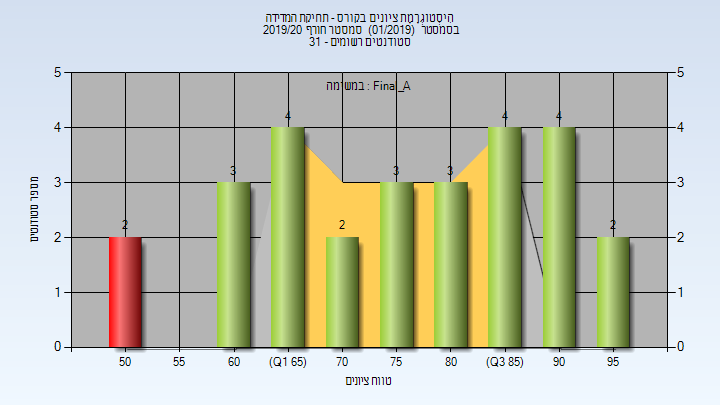 היסטוגרמת ציונים בקורס - תחיקת המדידה
בסמסטר (01/2019) סמסטר חורף 2019/20
סטודנטים רשומים - 31
במשימה : Final_A
5 5
4 4
3 3
2 2
1 1
0 0
2 3 4 2 3 3 4 4 2
מספר סטודנטים
50 55 60 (Q1 65) 70 75 80 (Q3 85) 90 95
טווח ציונים